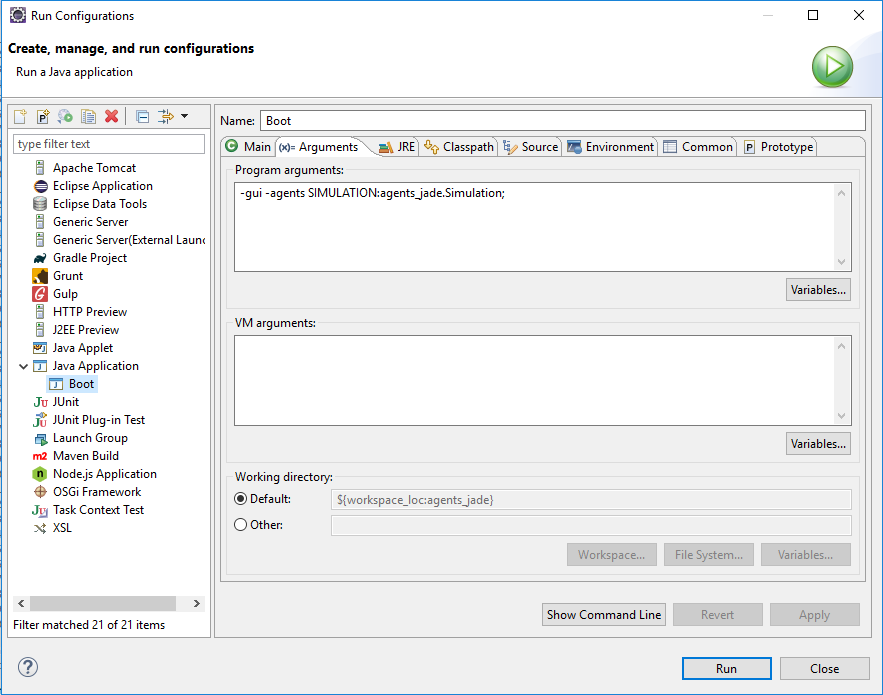 Run Configurations
Create, manage, and run configurations
Run a Java application
type filter text
Apache Tomcat
Eclipse Application
Eclipse Data Tools
Generic Server
Generic Server(External Laun
Gradle Project
Grunt
Gulp
HTTP Preview
J2EE Preview
Java Applet
Java Application
Boot
JUnit
JUnit Plug-in Test
Launch Group
Maven Build
Node.js Application
OSGi Framework
Task Context Test
XSL
Filter matched 21 of 21 items
Name: Boot
Main (x)= Arguments JRE Classpath Source Environment Common Prototype
Program arguments:
-gui -agents SIMULATION:agents_jade.Simulation;
Variables...
VM arguments:
Variables...
Working directory:
Default: ${workspace_loc:agents_jade}
Other:
Workspace... File System... Variables...
Show Command Line Revert Apply
Run Close